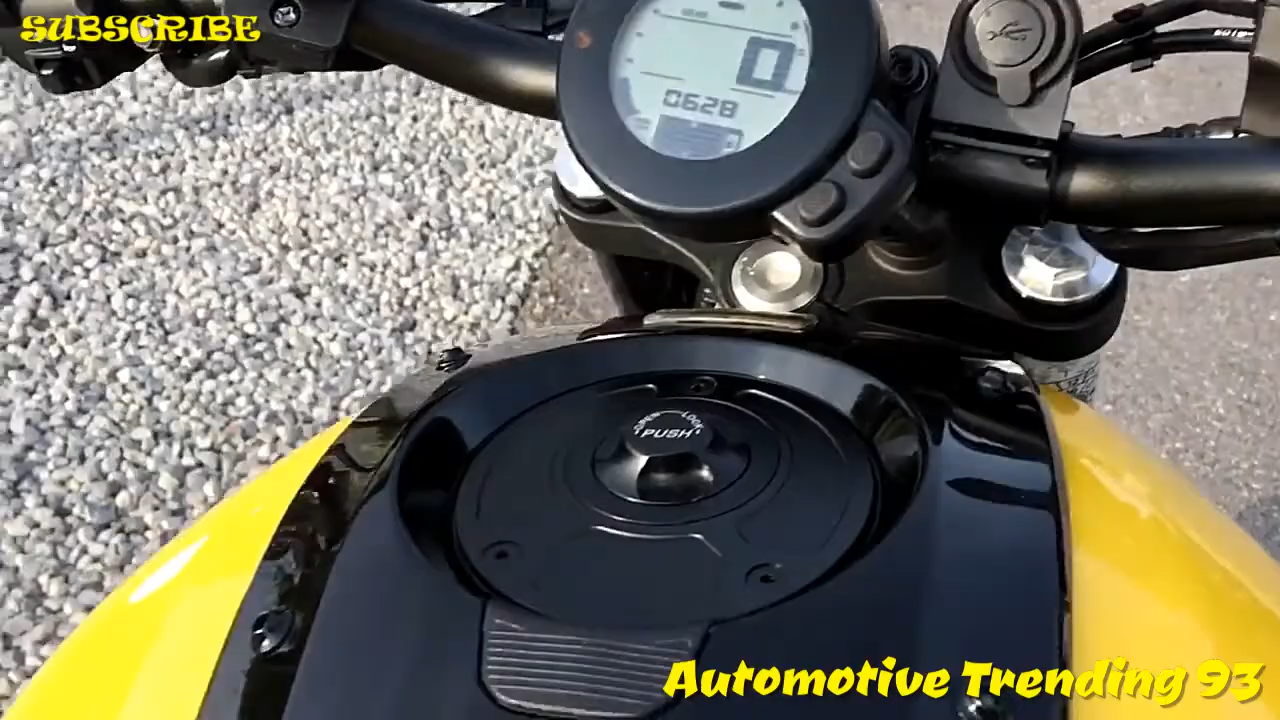 SUBSCRIBE
0
0628
OPEN LOCK
PUSH
Automotive Trending 93